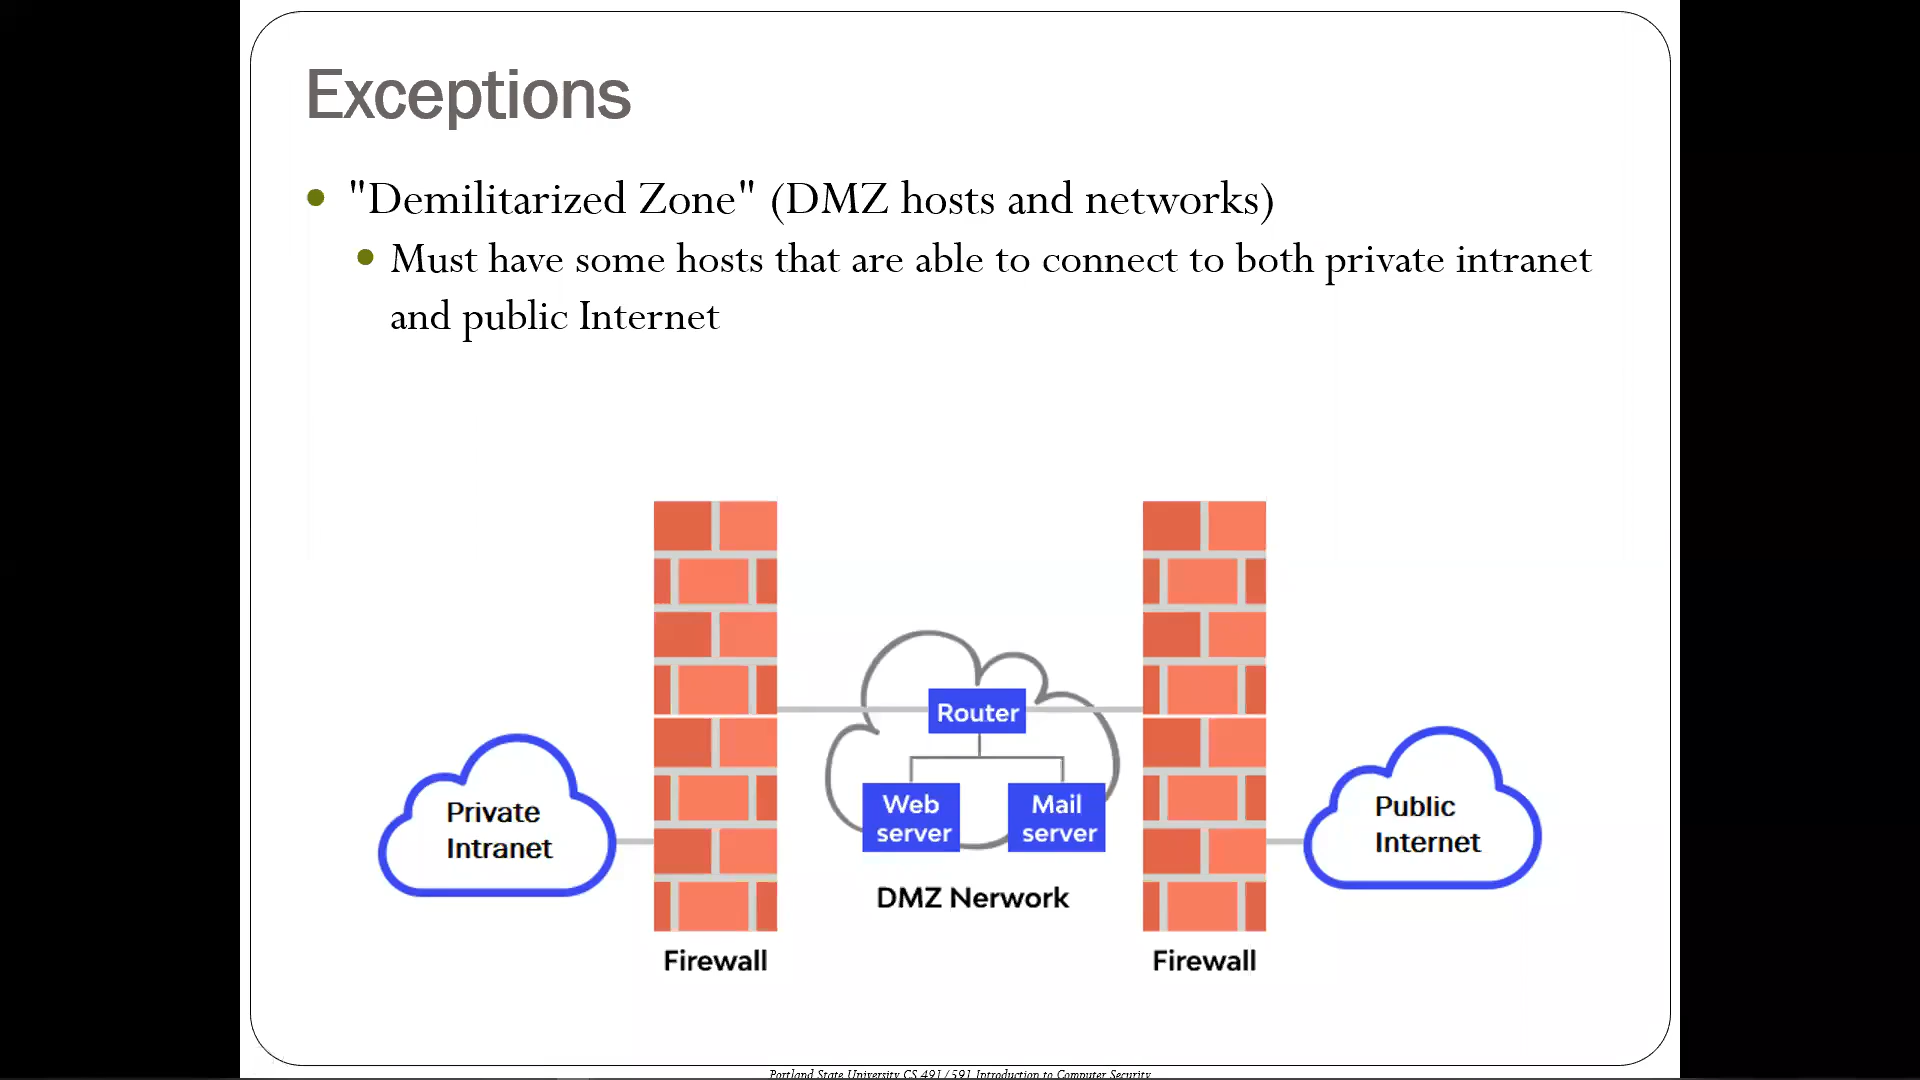 Exceptions
"Demilitarized Zone" (DMZ hosts and networks)
Must have some hosts that are able to connect to both private intranet
and public Internet
Router
Web
server
Mail
server
Private
Intranet
Public
Internet
DMZ Nerwork
Firewall
Firewall
Portland State University CS 491/591 Introduction to Computer Security